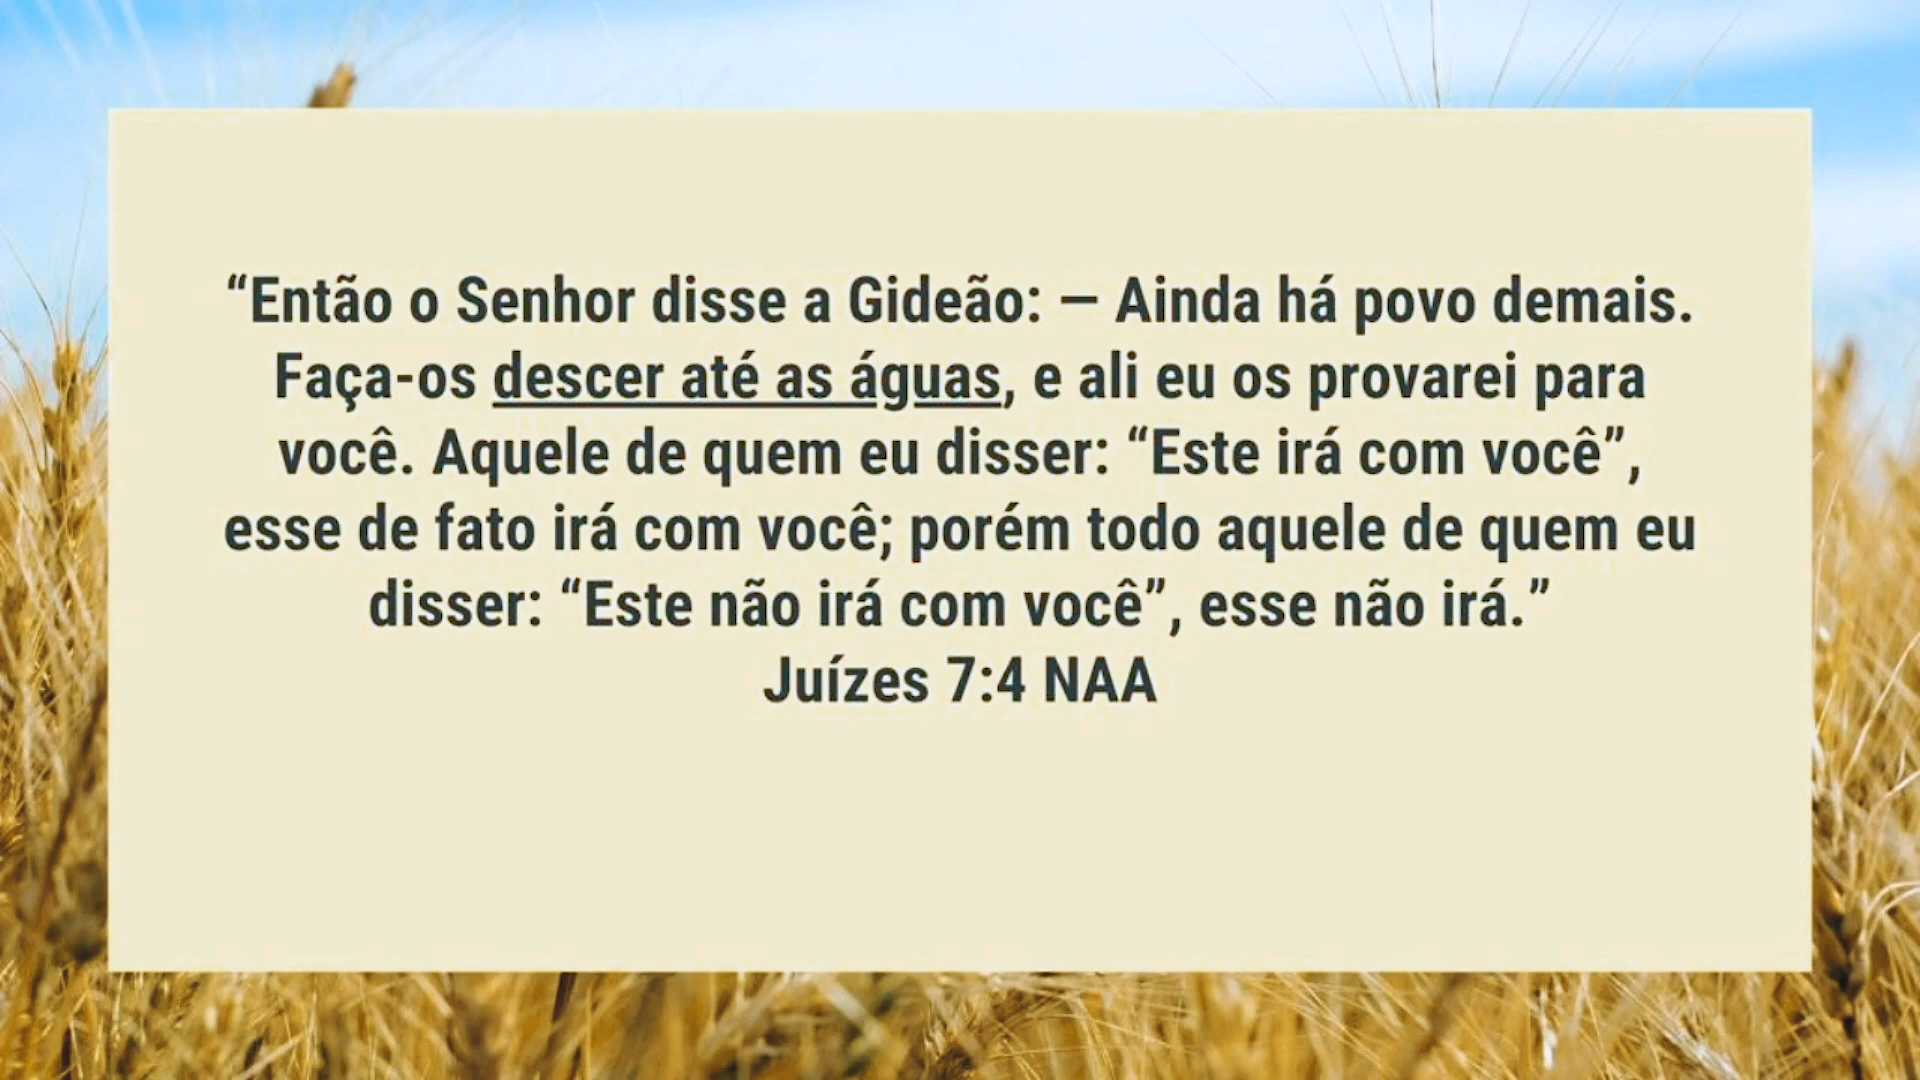 “Então o Senhor disse a Gideão: — Ainda há povo demais.
Faça-os descer até as águas, e ali eu os provarei para
você. Aquele de quem eu disser: “Este irá com você”,
esse de fato irá com você; porém todo aquele de quem eu
disser: “Este não irá com você”, esse não irá.”
Juízes 7:4 NAA